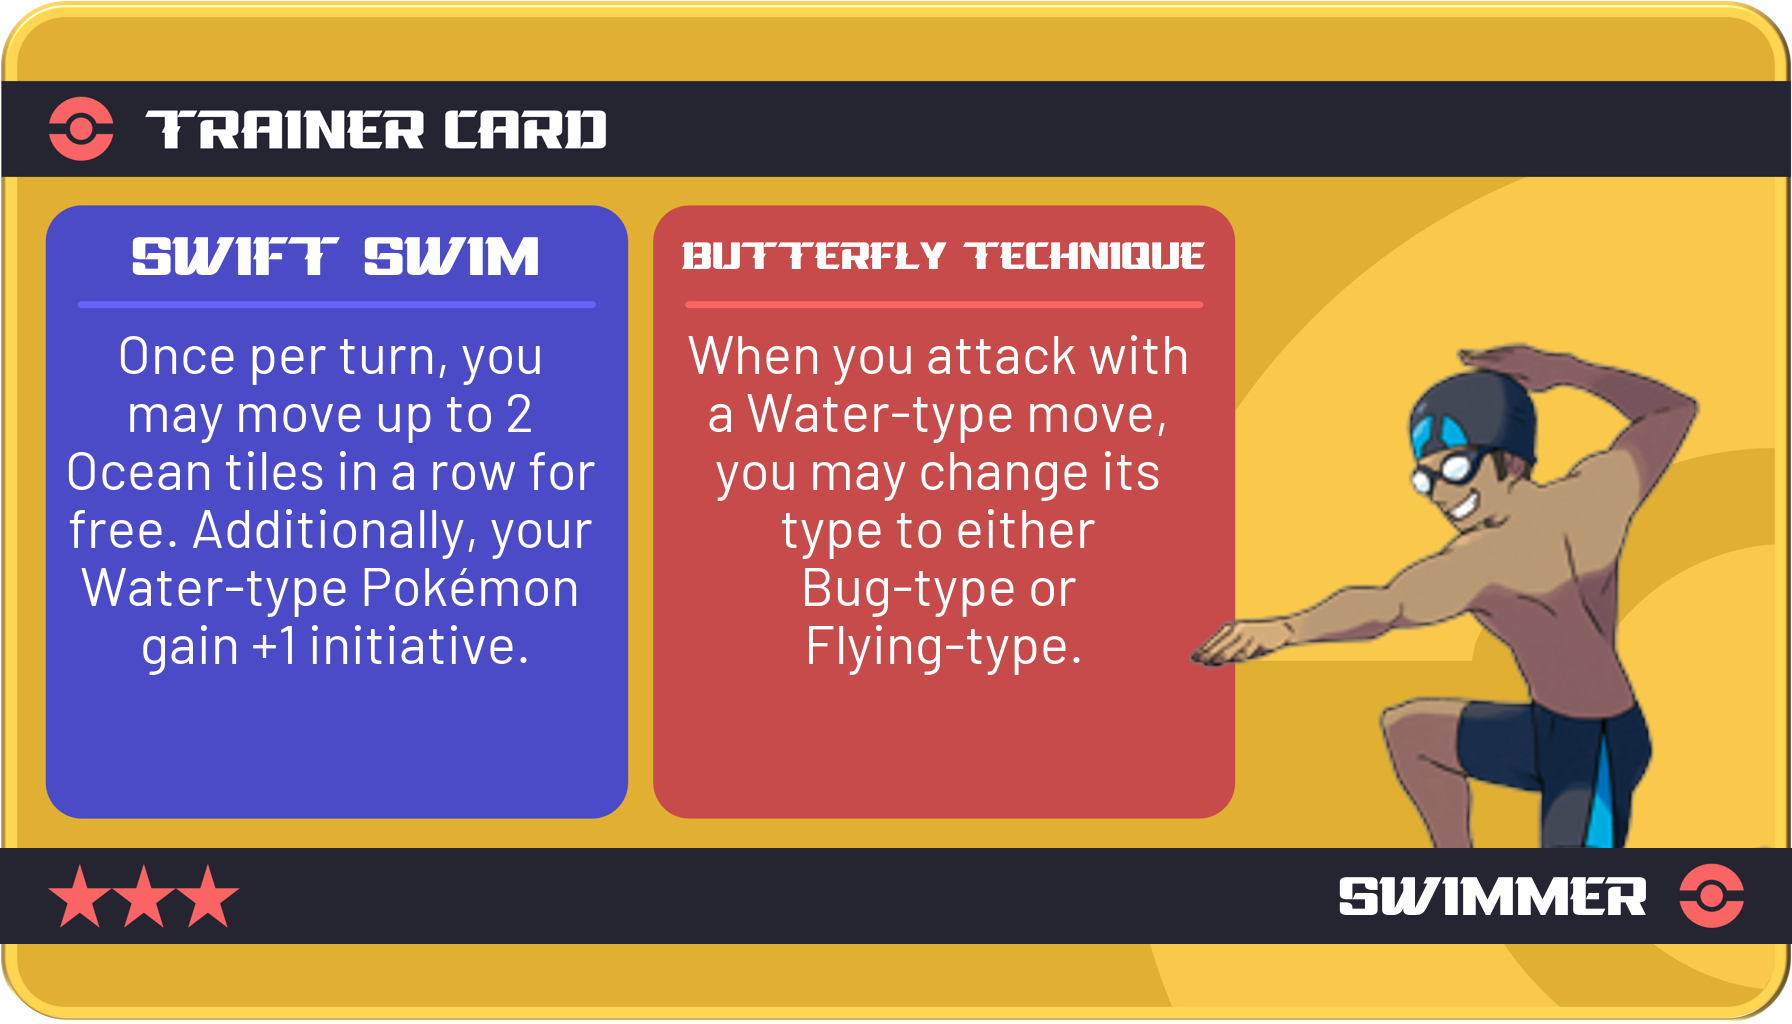 TRAINER CARD
SWIFT SWIM
Once per turn, you
may move up to 2
Ocean tiles in a row for
free. Additionally, your
Water-type Pokémon
gain +1 initiative.
BUTTERFLY TECHNIQUE
When you attack with
a Water-type move,
you may change its
type to either
Bug-type or
Flying-type.
SWIMMER